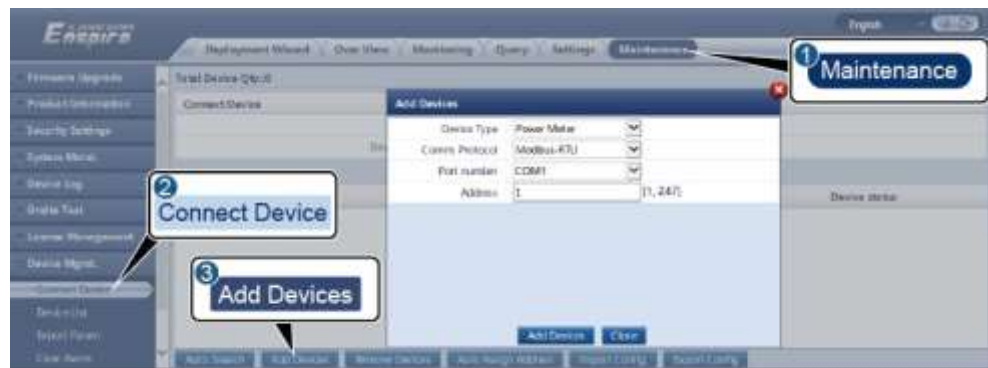 Enspire
English
Deployment Wizard Over View Monitoring Query Settings Maintenance
1 Maintenance
Firmware Upgrade
Product Information
Security Settings
System Maint.
Device Log
Onsite Test
License Management
Device Mgmt.
Connect Device
Device List
Export Param.
Clear Alarm
Total Device Qty:0
Connect Device
Device status
2 Connect Device
3 Add Devices
Add Devices
Device Type Power Meter
Comm. Protocol Modbus-RTU
Port number COM1
Address 1 [1, 247]
Add Devices Close
Auto Search Add Devices Remove Devices Auto Assign Address Import Config. Export Config.